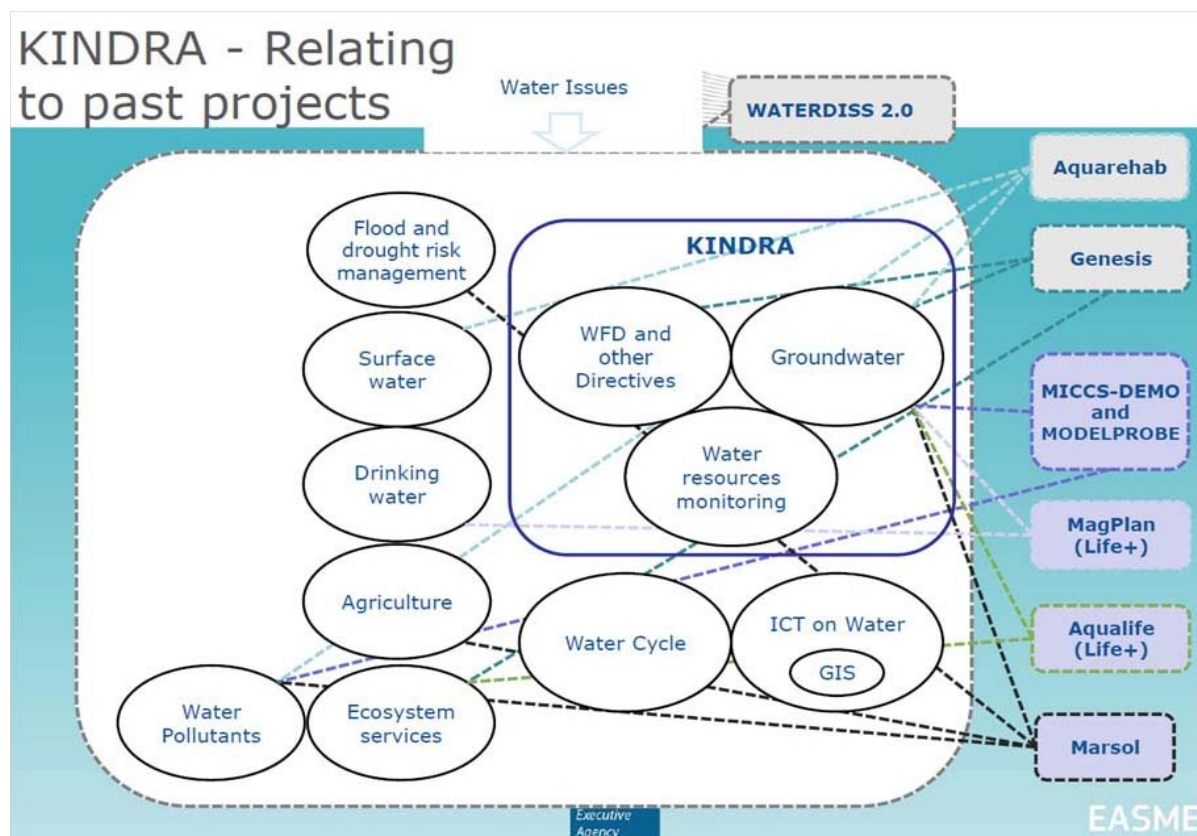 KINDRA - Relating
to past projects
Water Issues
WATERDISS 2.0
Aquarehab
Genesis
MICCS-DEMO
and
MODELPROBE
MagPlan
(Life+)
Aqualife
(Life+)
Marsol
Flood and
drought risk
management
Surface
water
Drinking
water
Agriculture
Water
Pollutants
Ecosystem
services
KINDRA
WFD and
other
Directives
Groundwater
Water
resources
monitoring
Water Cycle
ICT on Water
GIS
Executive
Agency
EASME